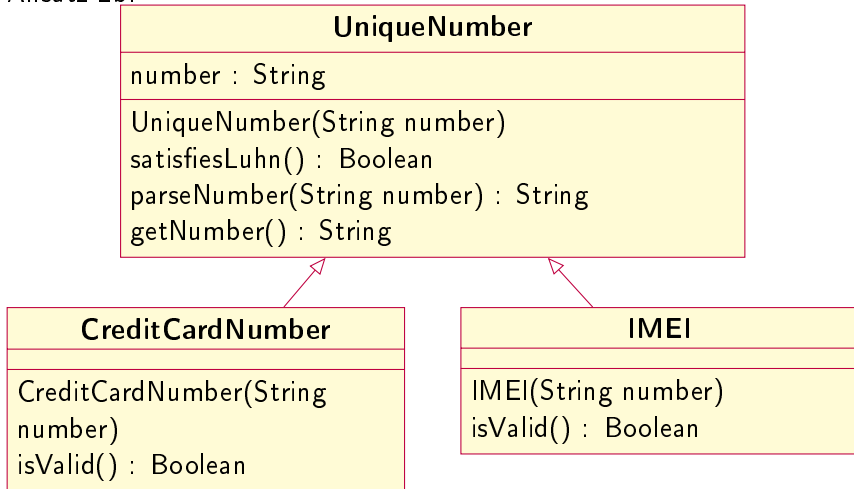 UniqueNumber
number : String
UniqueNumber(String number)
satisfiesLuhn() : Boolean
parseNumber(String number) : String
getNumber() : String
CreditCardNumber
CreditCardNumber(String
number)
isValid() : Boolean
IMEI
IMEI(String number)
isValid() : Boolean